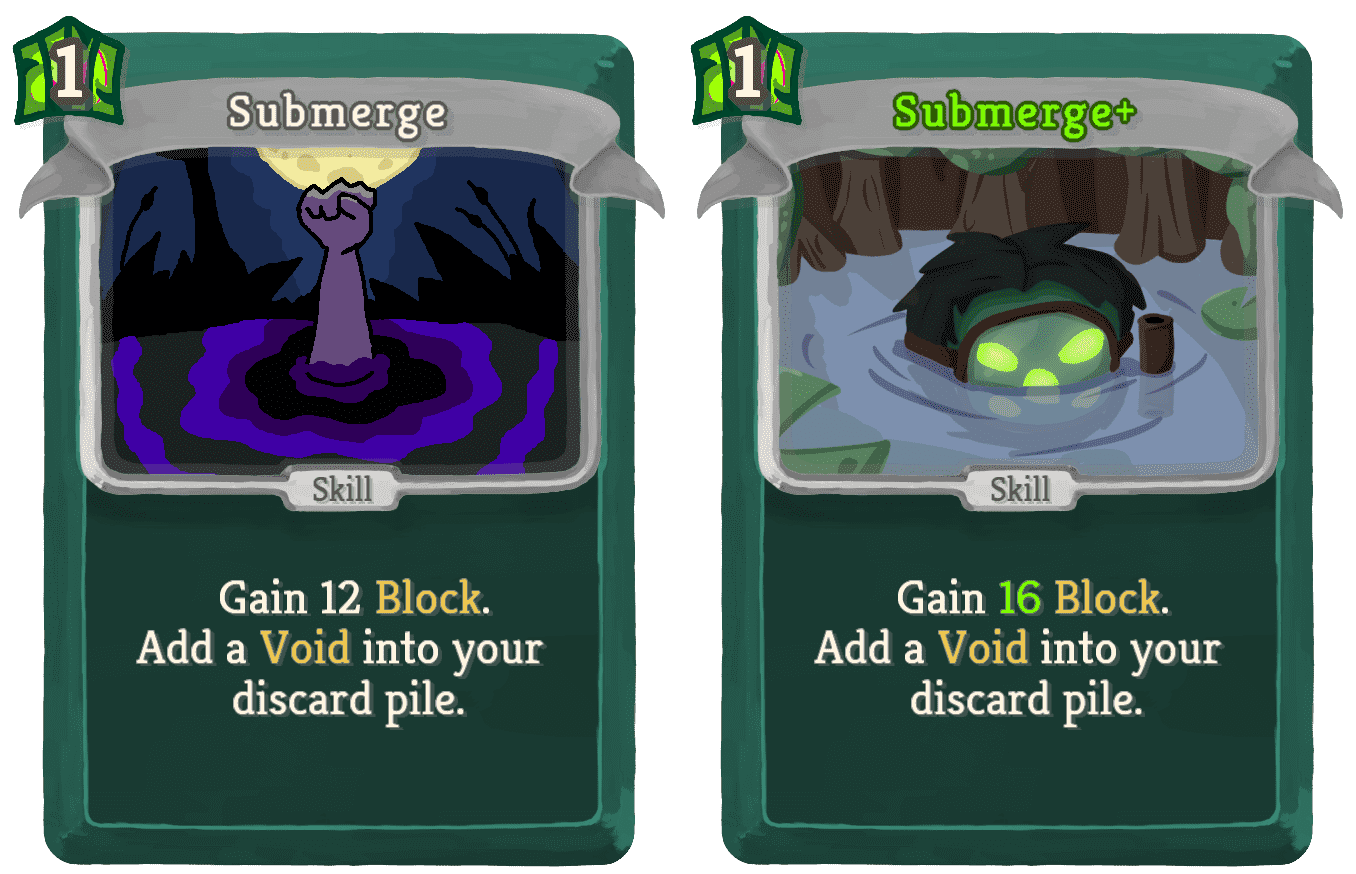 1
Submerge
Skill
Gain 12 Block.
Add a Void into your
discard pile.
1
Submerge+
Skill
Gain 16 Block.
Add a Void into your
discard pile.